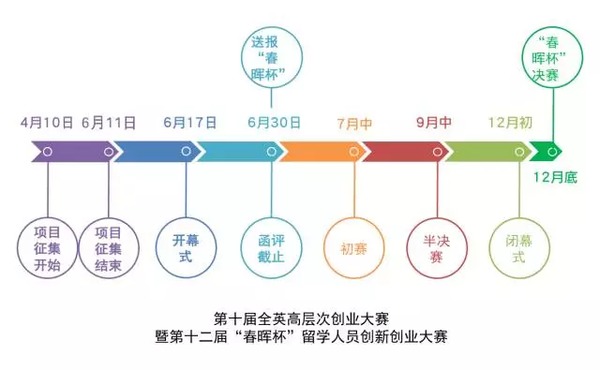 送报
“春
晖杯”
“春
晖杯”
决赛
4月10日
6月11日
6月17日
6月30日
7月中
9月中
12月初
12月底
项目
征集
开始
项目
征集
结束
开幕
式
函评
截止
初赛
半决
赛
闭幕
式
第十届全英高层次创业大赛
暨第十二届“春晖杯”留学人员创新创业大赛